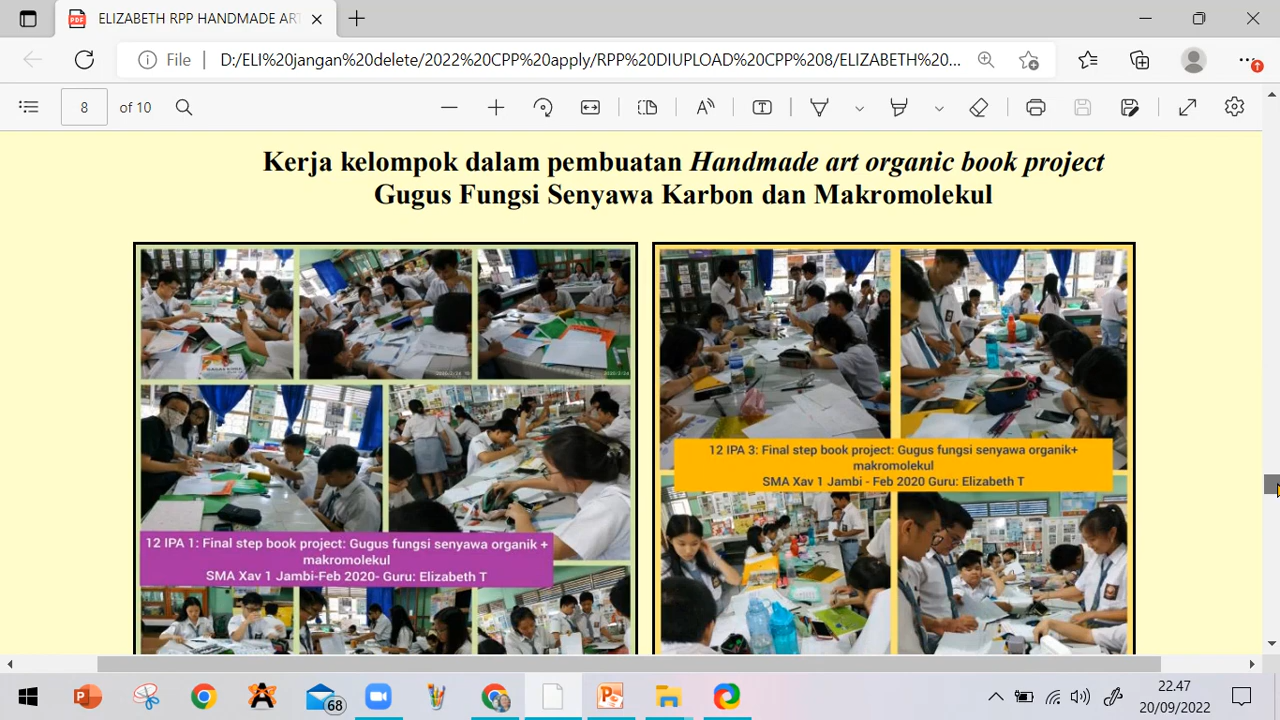 ELIZABETH RPP HANDMADE ART
File
D:/ELI%20jangan%20delete/2022%20CPP%20apply/RPP%20DIUPLOAD%20CPP%208/ELIZABETH%20...
8 of 10
Kerja kelompok dalam pembuatan Handmade art organic book project
Gugus Fungsi Senyawa Karbon dan Makromolekul
12 IPA 1: Final step book project: Gugus fungsi senyawa organik +
makromolekul
SMA Xav 1 Jambi-Feb 2020- Guru: Elizabeth T
12 IPA 3: Final step book project: Gugus fungsi senyawa organik+
makromolekul
SMA Xav 1 Jambi - Feb 2020 Guru: Elizabeth T
68
22.47
20/09/2022